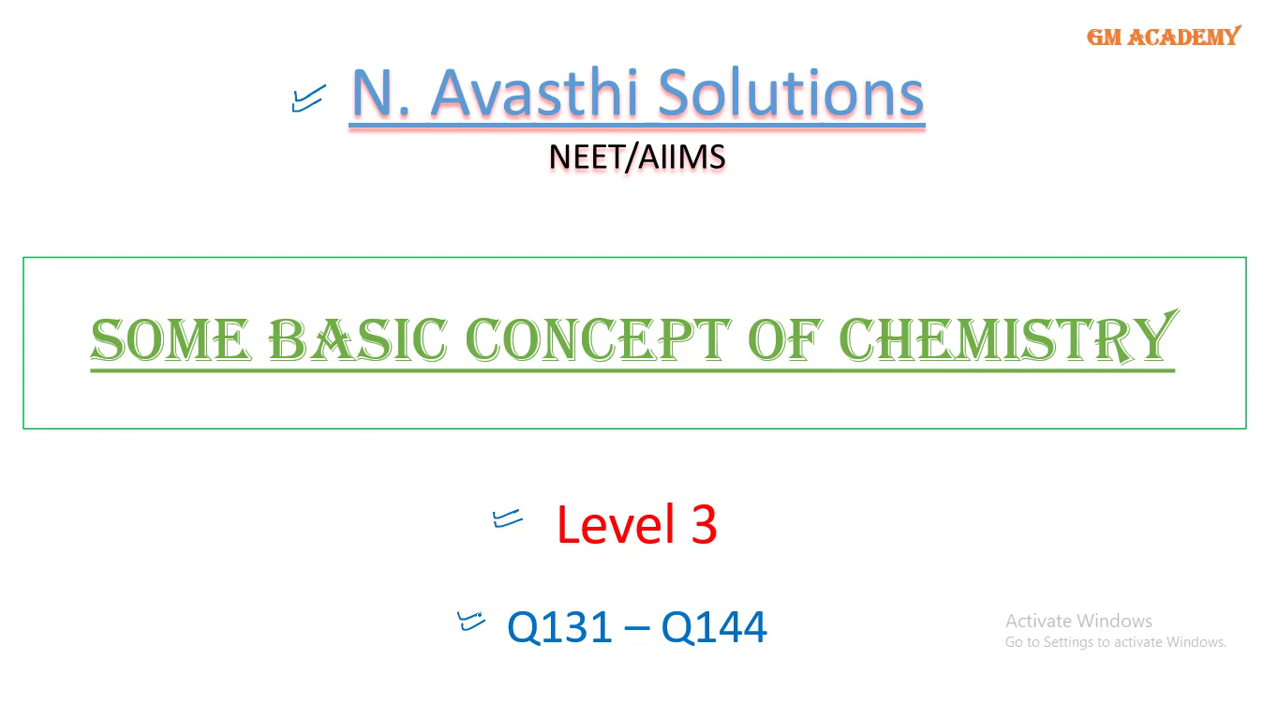 GM ACADEMY
N. Avasthi Solutions
NEET/AIIMS
SOME BASIC CONCEPT OF CHEMISTRY
Level 3
Q131 – Q144
Activate Windows
Go to Settings to activate Windows.